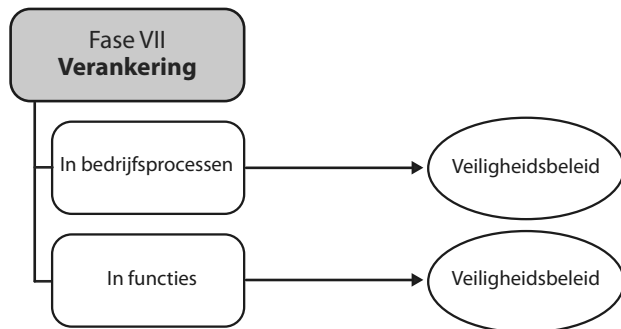 Fase VII
Verankering
In bedrijfsprocessen
Veiligheidsbeleid
In functies
Veiligheidsbeleid